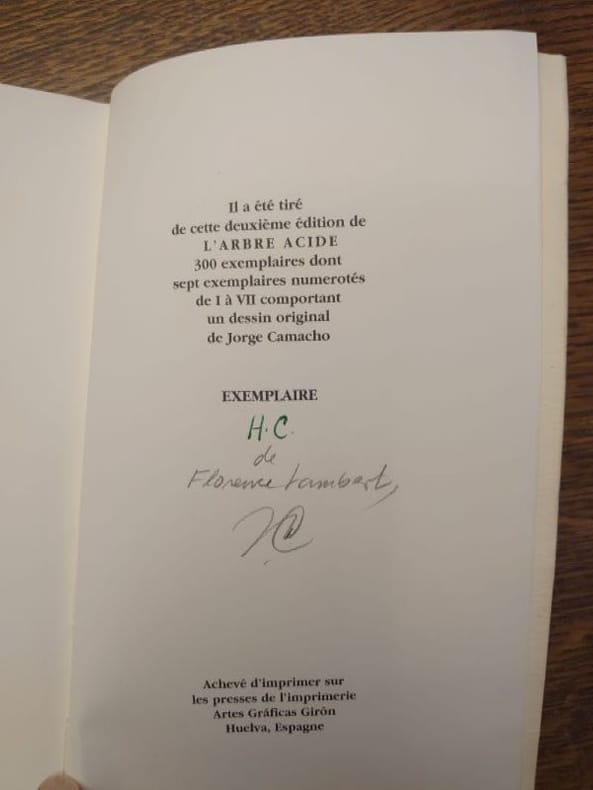 Il a été tiré
de cette deuxième édition de
L'ARBRE ACIDE
300 exemplaires dont
sept exemplaires numerotés
de I à VII comportant
un dessin original
de Jorge Camacho
EXEMPLAIRE
H.C.
de
Florence Lambert,
Achevé d'imprimer sur
les presses de l'imprimerie
Artes Gráficas Girôn
Huelva, Espagne